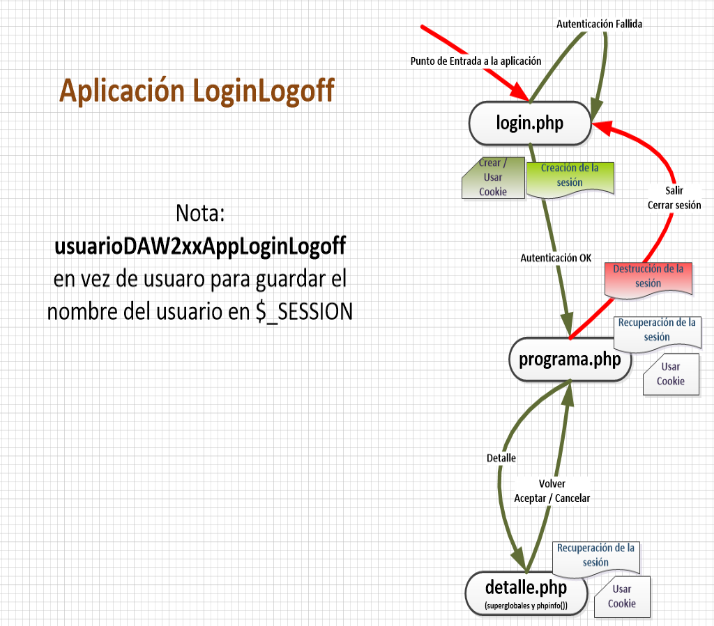 Autenticación Fallida
Punto de Entrada a la aplicación
Aplicación LoginLogoff
login.php
Crear /
Usar
Cookie
Creación de la
sesión
Salir
Cerrar sesión
Nota:
usuarioDAW2xxAppLoginLogoff
en vez de usuaro para guardar el
nombre del usuario en $_SESSION
Autenticación OK
Destrucción de la
sesión
Recuperación de la
sesión
programa.php
Usar
Cookie
Detalle
Volver
Aceptar / Cancelar
Recuperación de la
sesión
detalle.php
(superglobales y phpinfo())
Usar
Cookie